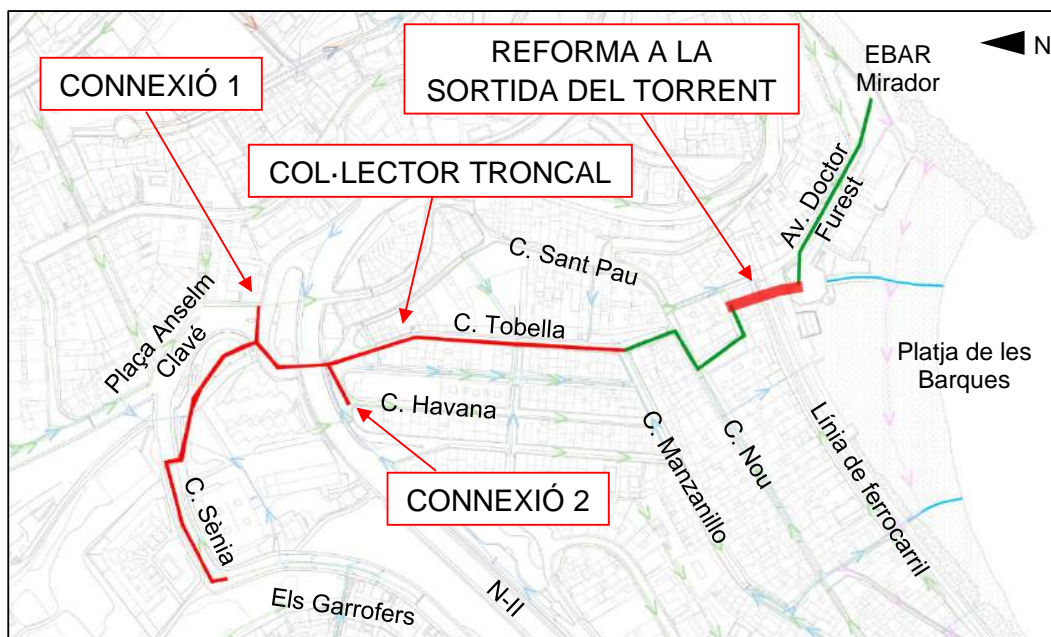 REFORMA A LA
SORTIDA DEL TORRENT
N
EBAR
Mirador
CONNEXIÓ 1
COL·LECTOR TRONCAL
Av. Doctor
Furest
C. Sant Pau
Plaça Anselm
Clavé
C. Tobella
Platja de les
Barques
C. Havana
C. Manzanillo
C. Nou
Línia de ferrocarril
CONNEXIÓ 2
C. Sènia
Els Garrofers
N-II